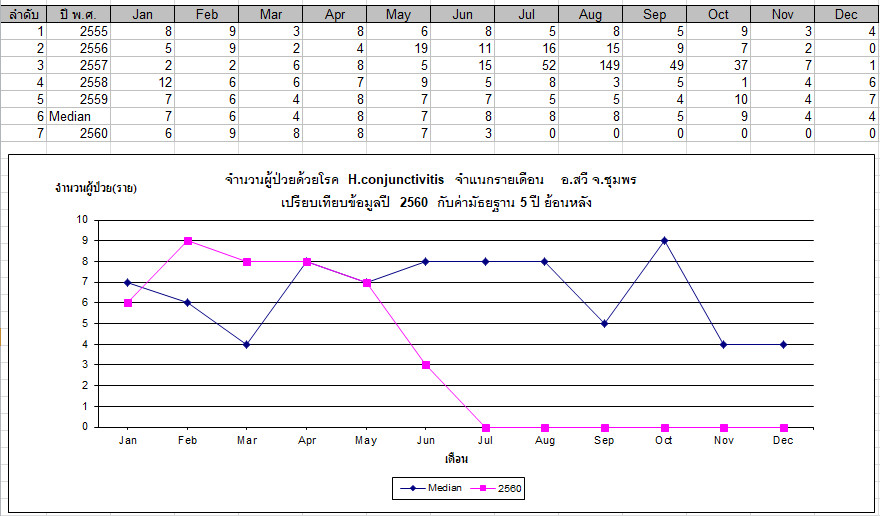 ลำดับ ปี พ.ศ. Jan Feb Mar Apr May Jun Jul Aug Sep Oct Nov Dec
1 2555 8 9 3 8 6 8 5 8 5 9 3 4
2 2556 5 9 2 4 19 11 16 15 9 7 2 0
3 2557 2 2 6 8 5 15 52 149 49 37 7 1
4 2558 12 6 6 7 9 5 8 3 5 1 4 6
5 2559 7 6 4 8 7 7 5 5 4 10 4 7
6 Median 7 6 4 8 7 8 8 8 5 9 4 4
7 2560 6 9 8 8 7 3 0 0 0 0 0 0
จำนวนผู้ป่วยด้วยโรค H.conjunctivitis จำแนกรายเดือน อ.สวี จ.ชุมพร
จำนวนผู้ป่วย(ราย)
เปรียบเทียบข้อมูลปี 2560 กับค่ามัธยฐาน 5 ปี ย้อนหลัง
10
9
8
7
6
5
4
3
2
1
0
Jan Feb Mar Apr May Jun Jul Aug Sep Oct Nov Dec
เดือน
Median 2560